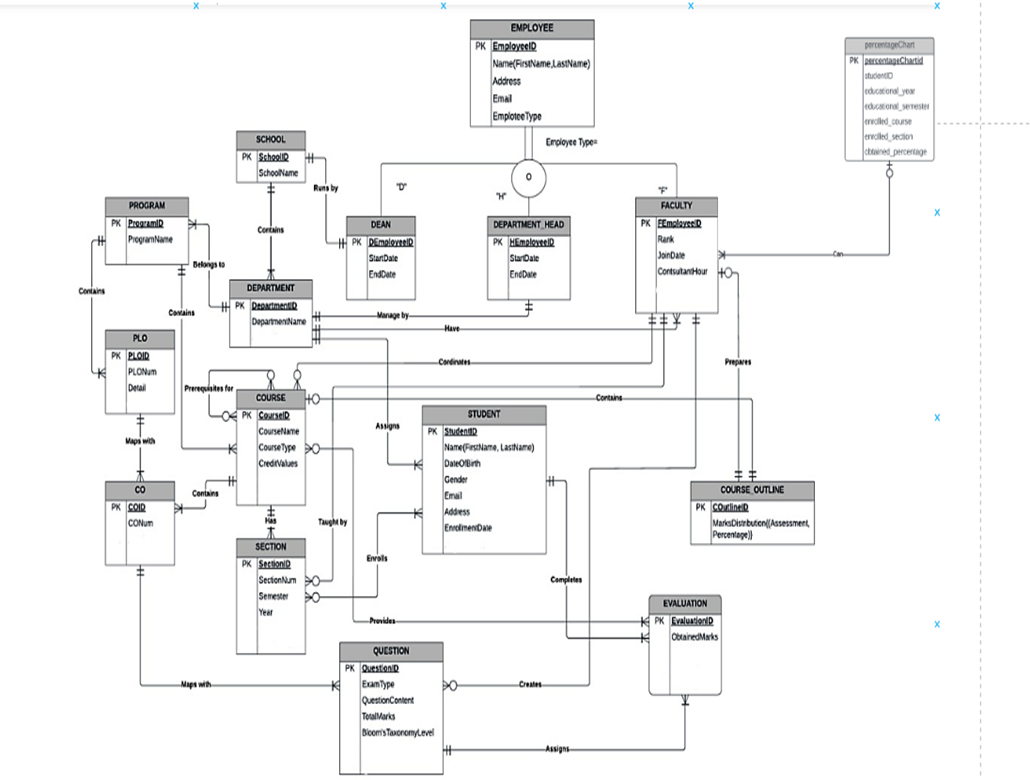 EMPLOYEE
PK EmployeeID
Name(FirstName,LastName)
Address
Email
EmploteeType
Employee Type=
O
"D"
"H"
"F"
percentageChart
PK percentageChartid
studentID
educational_year
educational_semester
enrolled_course
enrolled_section
obtained_percentage
Can
SCHOOL
PK SchoolID
SchoolName
Runs by
Contains
DEAN
PK DEmployeeID
StartDate
EndDate
DEPARTMENT_HEAD
PK HEmployeeID
StartDate
EndDate
FACULTY
PK FEmployeeID
Rank
JoinDate
ContsultantHour
PROGRAM
PK ProgramID
ProgramName
Belongs to
Contains
Contains
DEPARTMENT
PK DepartmentID
DepartmentName
Manage by
Have
Cordinates
Prepares
Contains
Assigns
PLO
PK PLOID
PLONum
Detail
Maps with
Prerequisites for
COURSE
PK CourseID
CourseName
CourseType
CreditValues
STUDENT
PK StudentID
Name(FirstName, LastName)
DateOfBirth
Gender
Email
Address
EnrollmentDate
CO
PK COID
CONum
Contains
Has
Taught by
Enrolls
Completes
COURSE_OUTLINE
PK COutlineID
MarksDistribution{(Assessment,
Percentage)}
SECTION
PK SectionID
SectionNum
Semester
Year
Provides
EVALUATION
PK EvaluationID
ObtainedMarks
QUESTION
PK QuestionID
ExamType
QuestionContent
TotalMarks
Bloom'sTaxonomyLevel
Maps with
Creates
Assigns